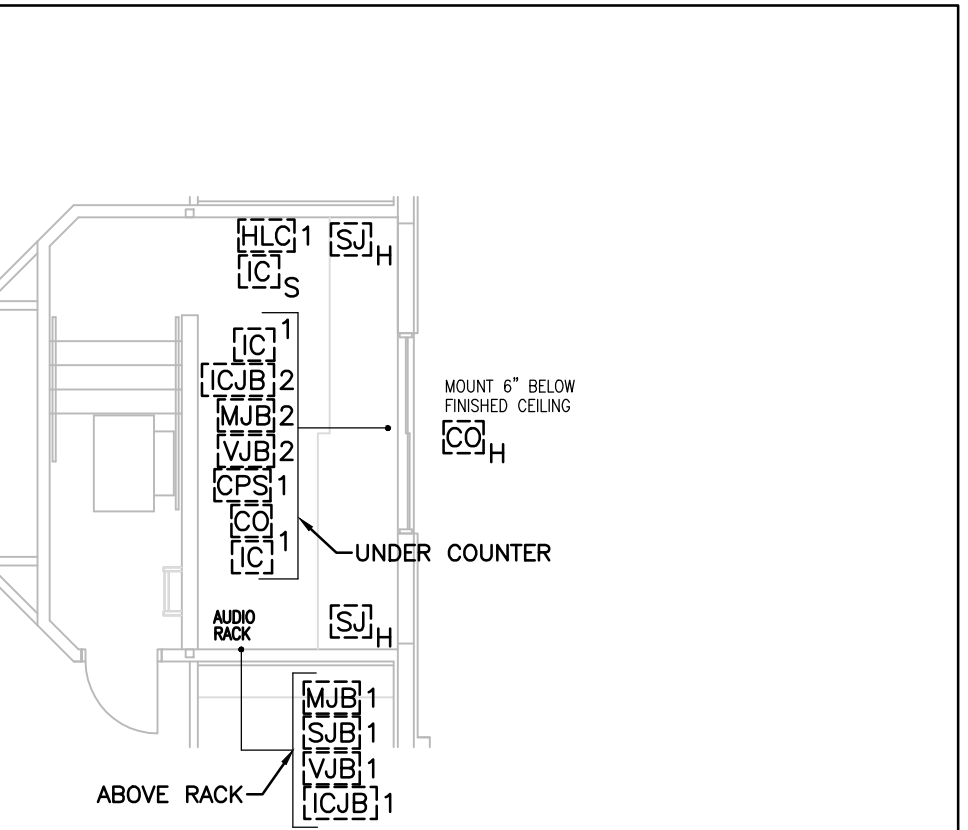 HLC 1
SJ H
IC S
IC 1
ICJB 2
MJB 2
VJB 2
CPS 1
CO
IC 1
MOUNT 6" BELOW
FINISHED CEILING
CO H
UNDER COUNTER
AUDIO
RACK
SJ H
MJB 1
SJB 1
VJB 1
ICJB 1
ABOVE RACK